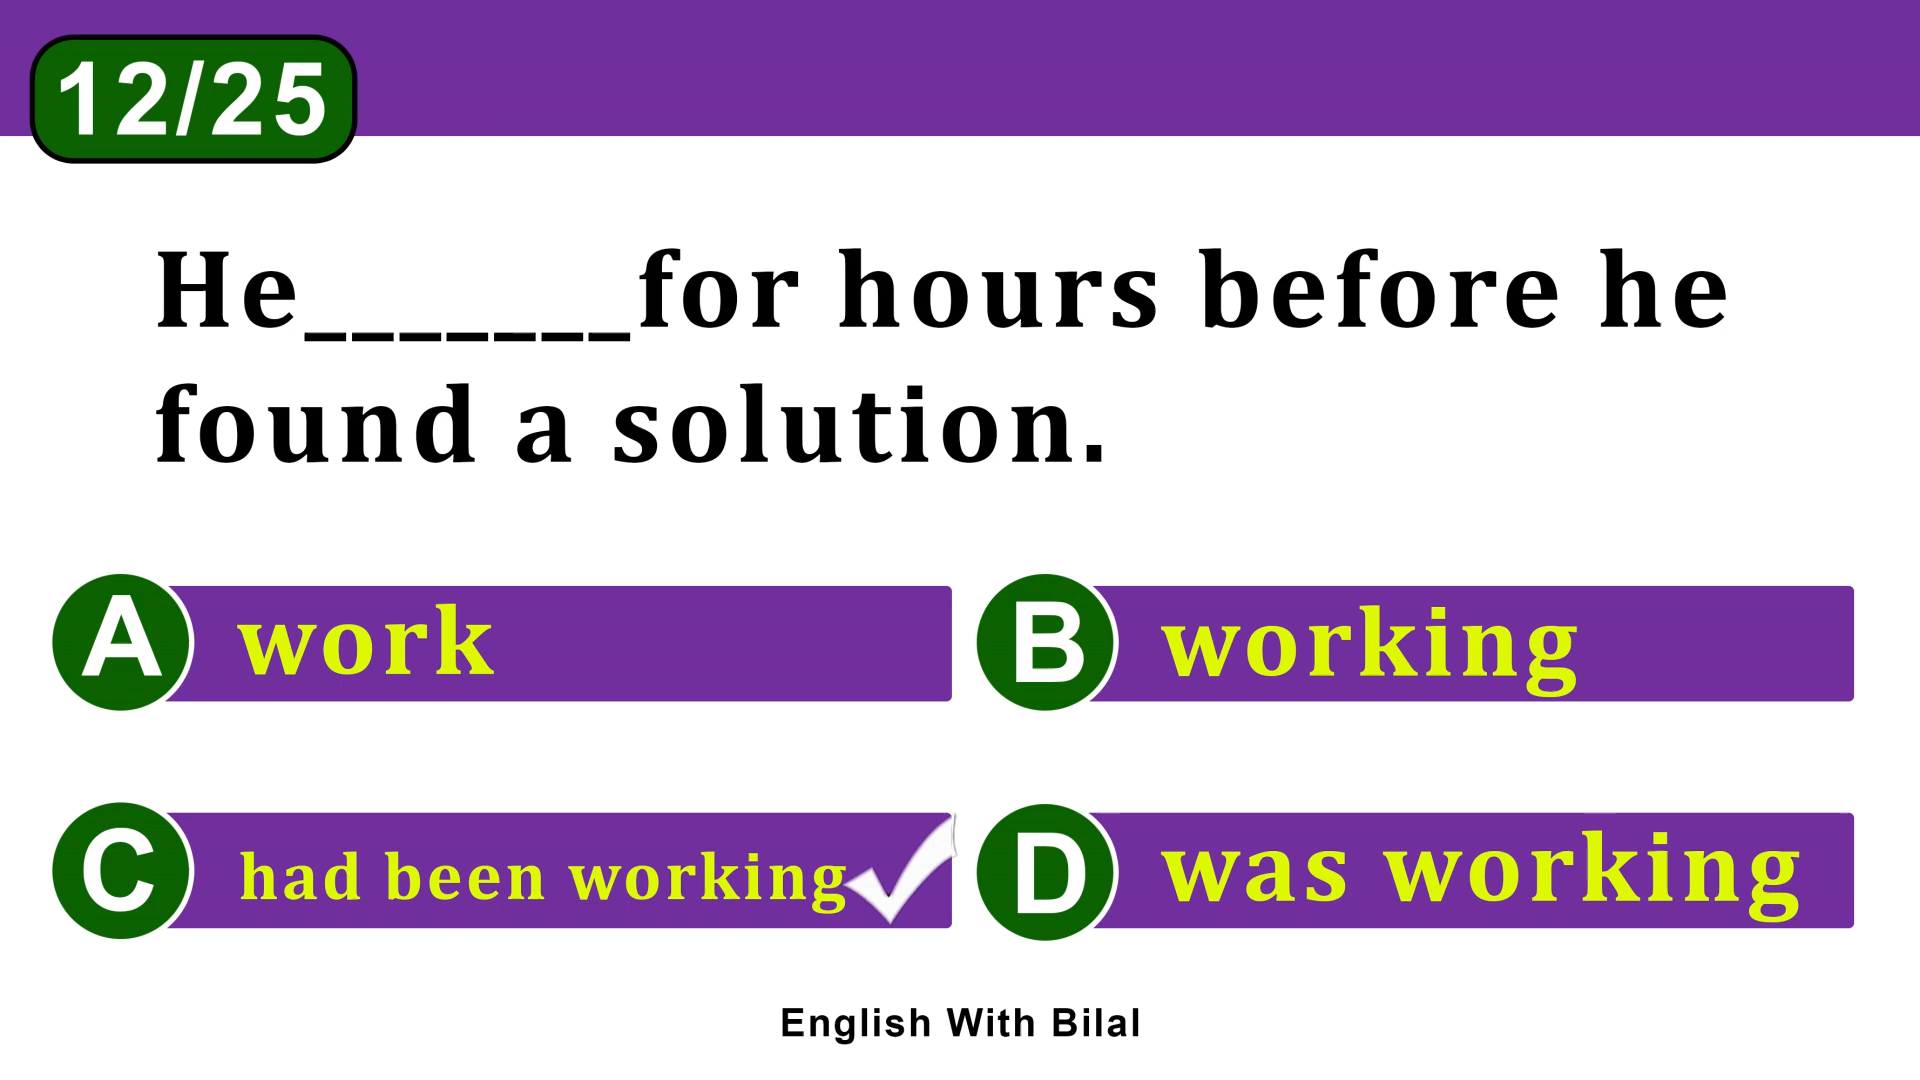 12/25
He_______for hours before he
found a solution.
A work
B working
C had been working
D was working
English With Bilal